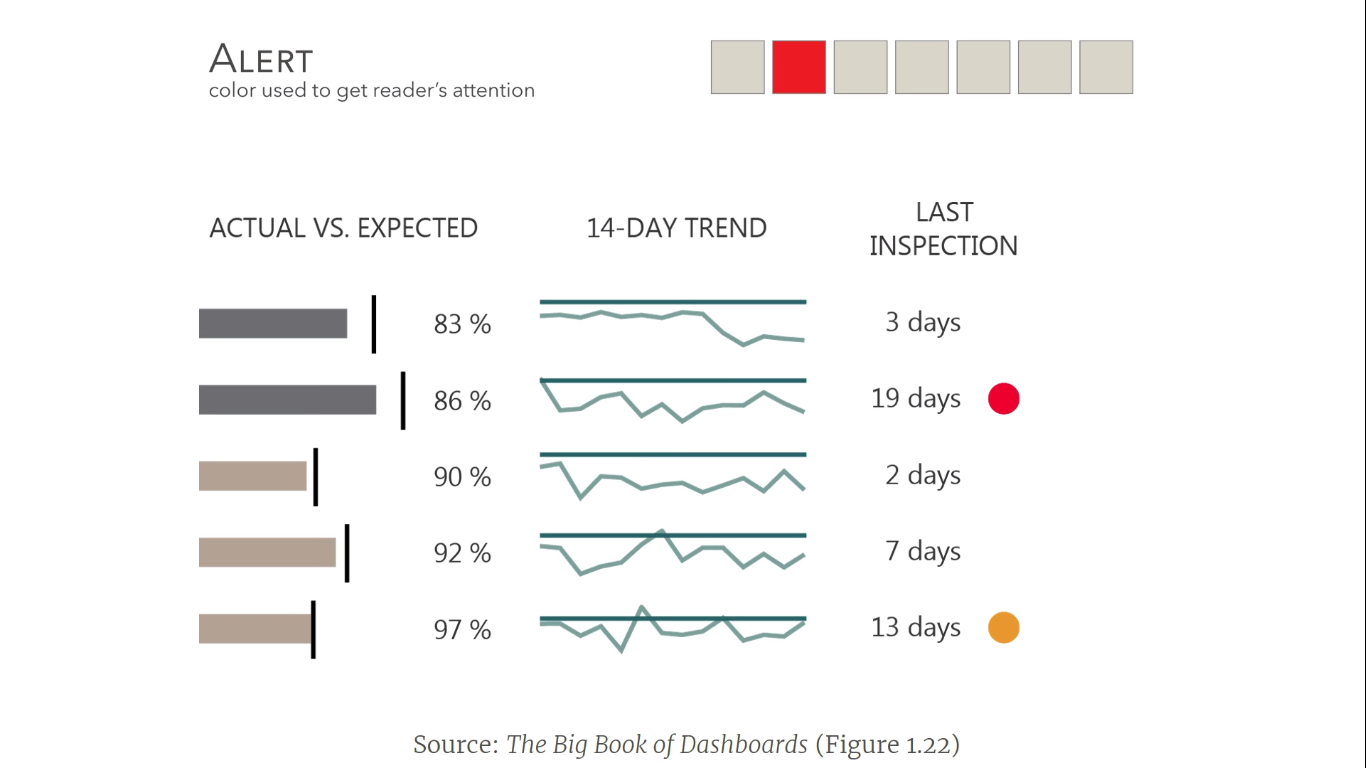 ALERT
color used to get reader's attention
ACTUAL VS. EXPECTED
14-DAY TREND
LAST
INSPECTION
83 %
3 days
86 %
19 days
90 %
2 days
92 %
7 days
97 %
13 days
Source: The Big Book of Dashboards (Figure 1.22)